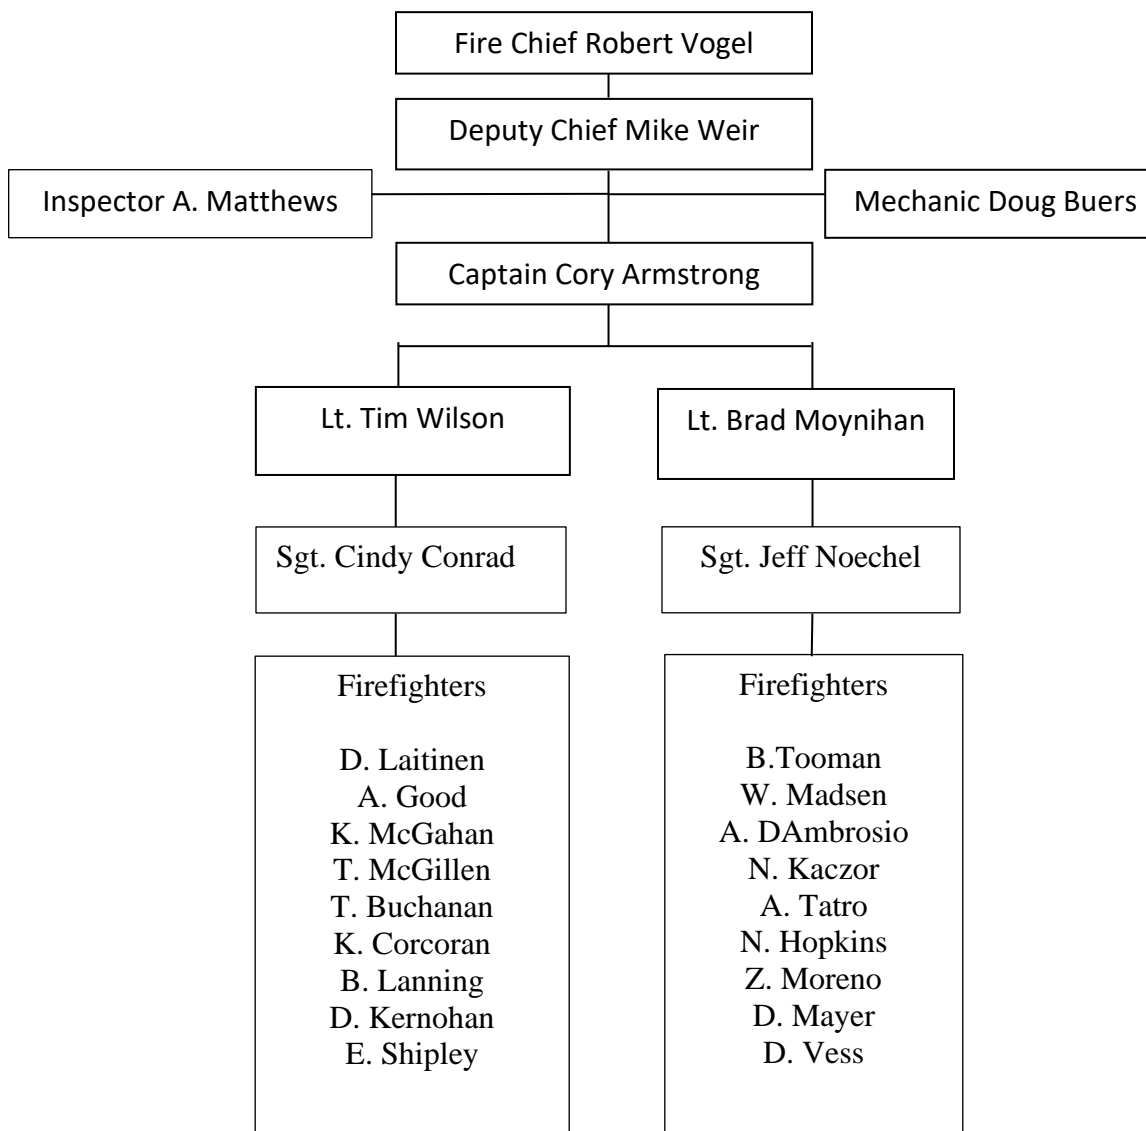 Fire Chief Robert Vogel
Deputy Chief Mike Weir
Inspector A. Matthews
Mechanic Doug Buers
Captain Cory Armstrong
Lt. Tim Wilson
Lt. Brad Moynihan
Sgt. Cindy Conrad
Sgt. Jeff Noechel
Firefighters
D. Laitinen
A. Good
K. McGahan
T. McGillen
T. Buchanan
K. Corcoran
B. Lanning
D. Kernohan
E. Shipley
Firefighters
B.Tooman
W. Madsen
A. DAmbrosio
N. Kaczor
A. Tatro
N. Hopkins
Z. Moreno
D. Mayer
D. Vess